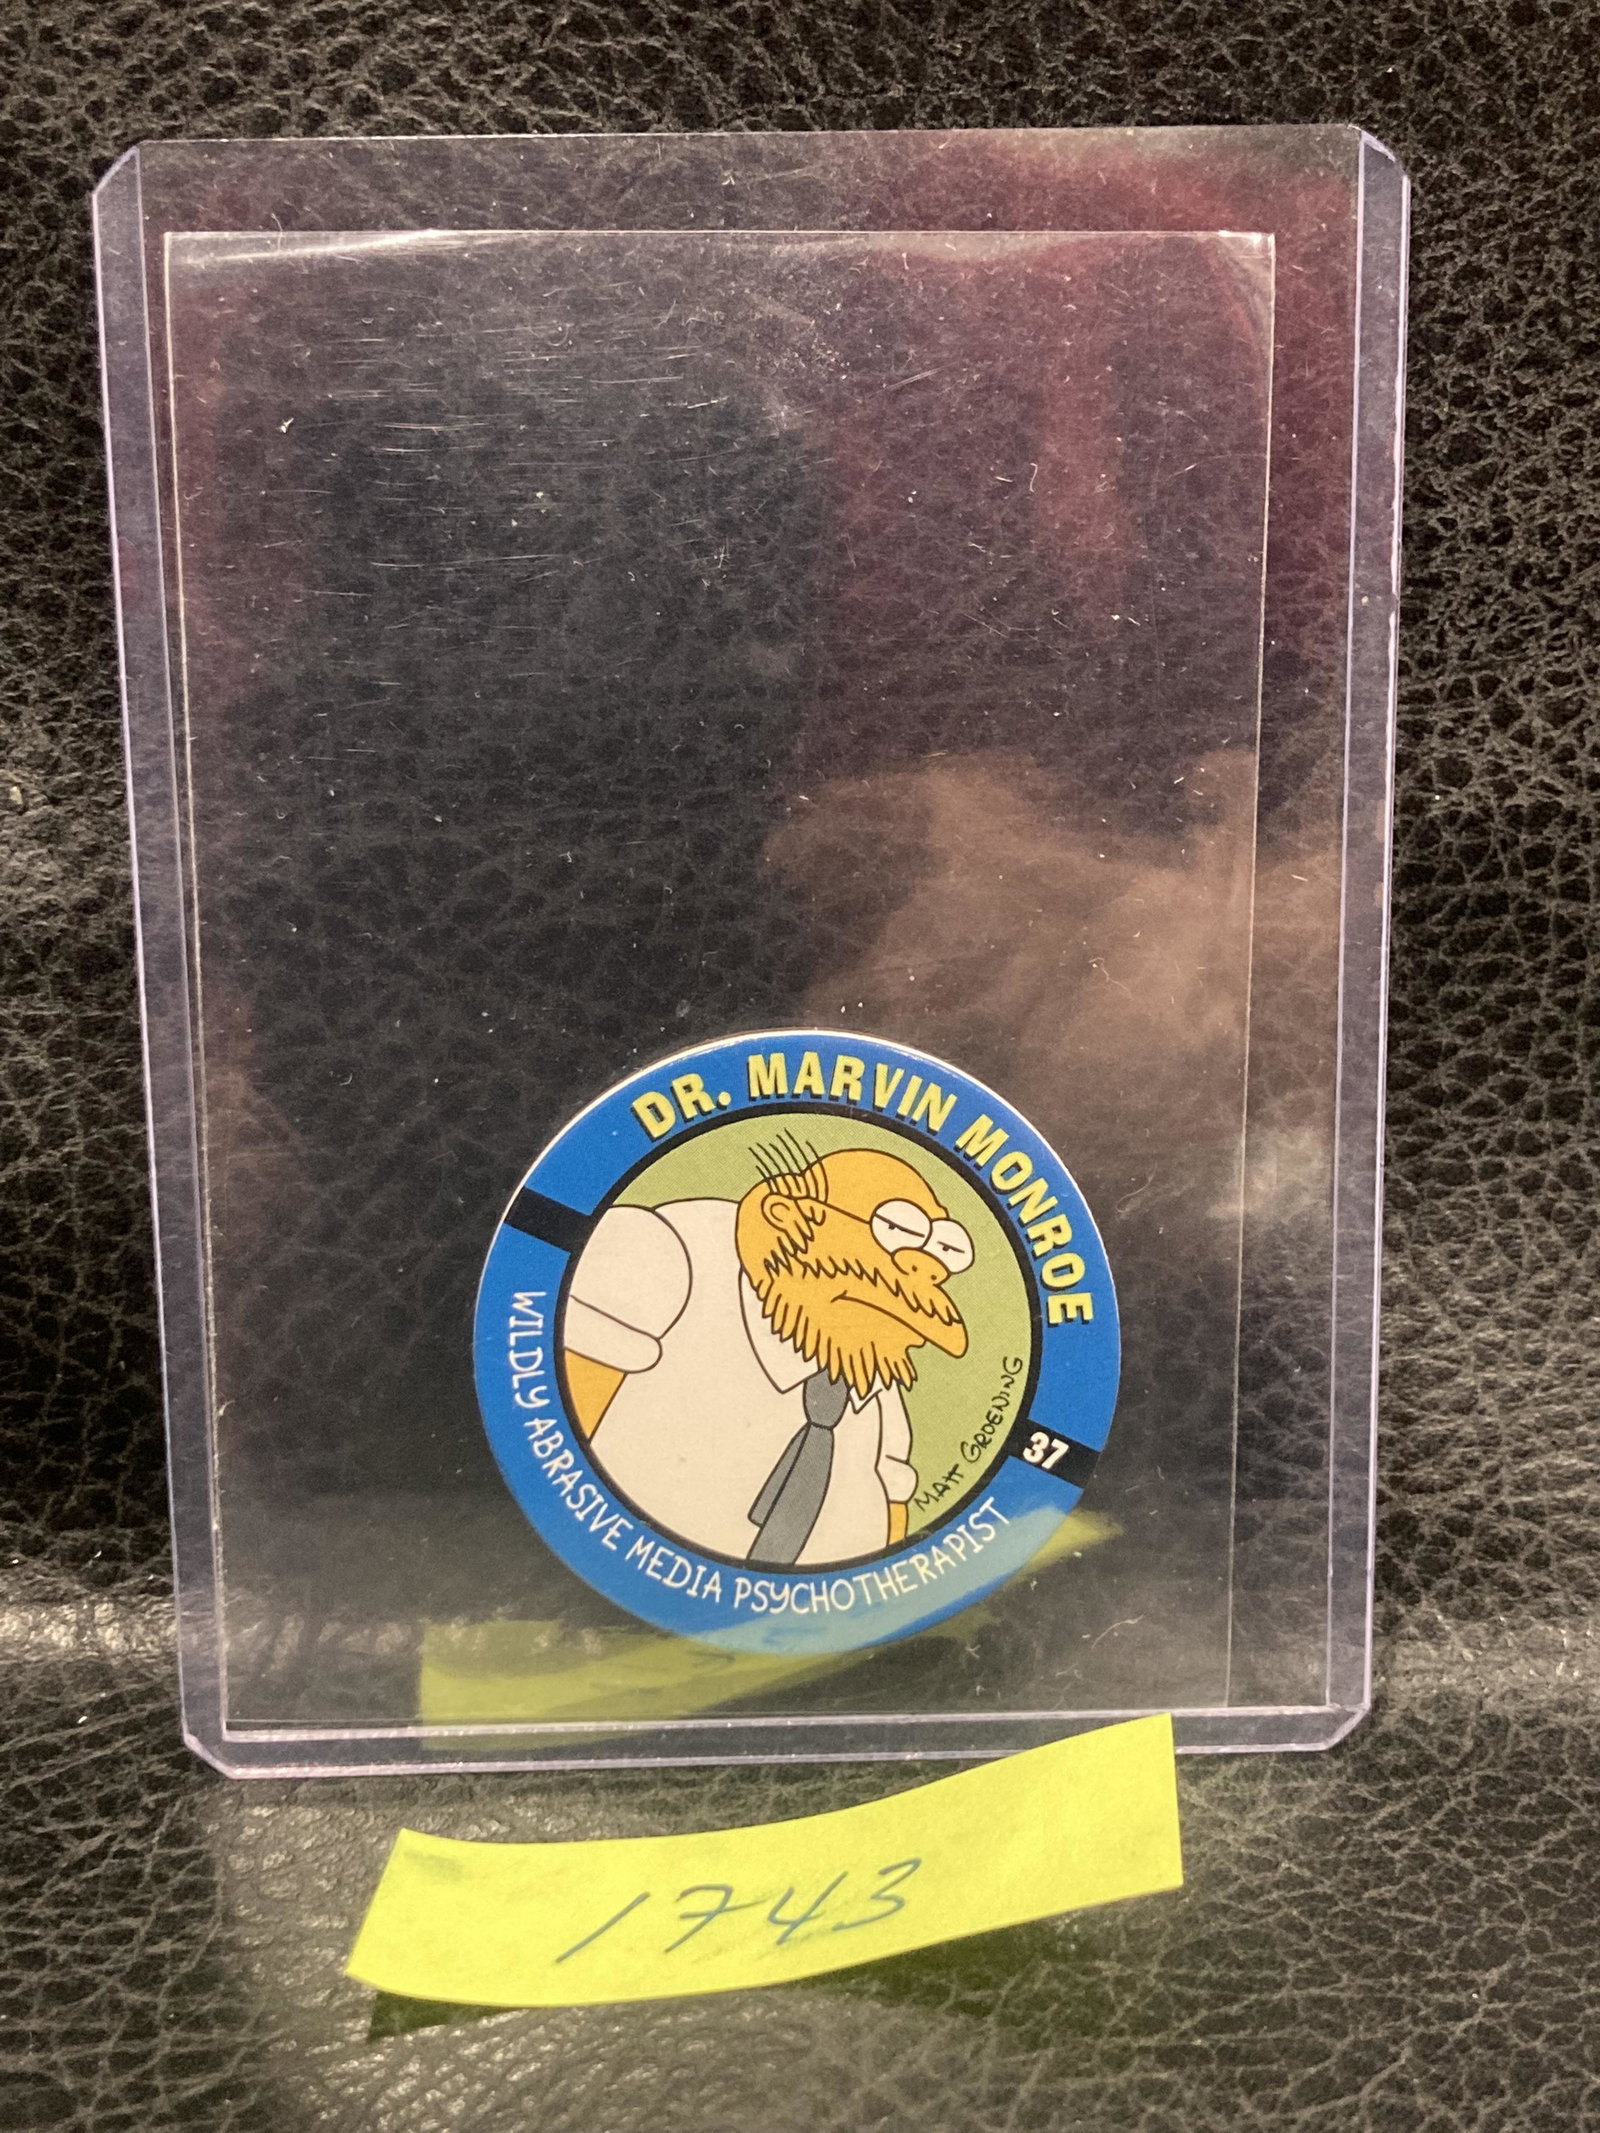 DR. MARVIN MONROE
MATT GROENING
37
WILDLY ABRASIVE MEDIA PSYCHOTHERAPIST
1743